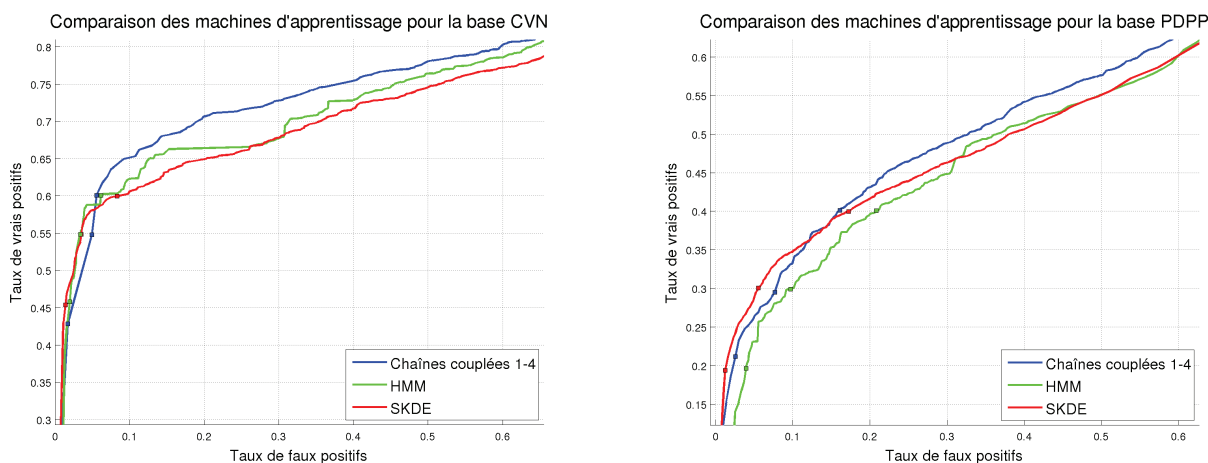 Comparaison des machines d'apprentissage pour la base CVN
0.8
0.75
0.7
0.65
0.6
0.55
0.5
0.45
0.4
0.35
0.3
Taux de vrais positifs
0 0.1 0.2 0.3 0.4 0.5 0.6
Taux de faux positifs
Chaînes couplées 1-4
HMM
SKDE
Comparaison des machines d'apprentissage pour la base PDPP
0.6
0.55
0.5
0.45
0.4
0.35
0.3
0.25
0.2
0.15
Taux de vrais positifs
0 0.1 0.2 0.3 0.4 0.5 0.6
Taux de faux positifs
Chaînes couplées 1-4
HMM
SKDE